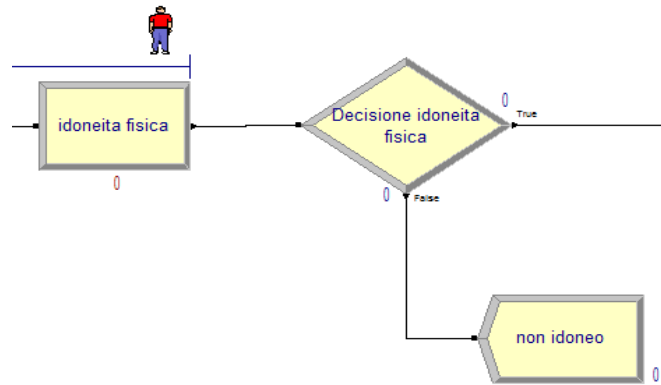 idoneita fisica
0
Decisione idoneita
fisica
0
True
0
False
non idoneo
0